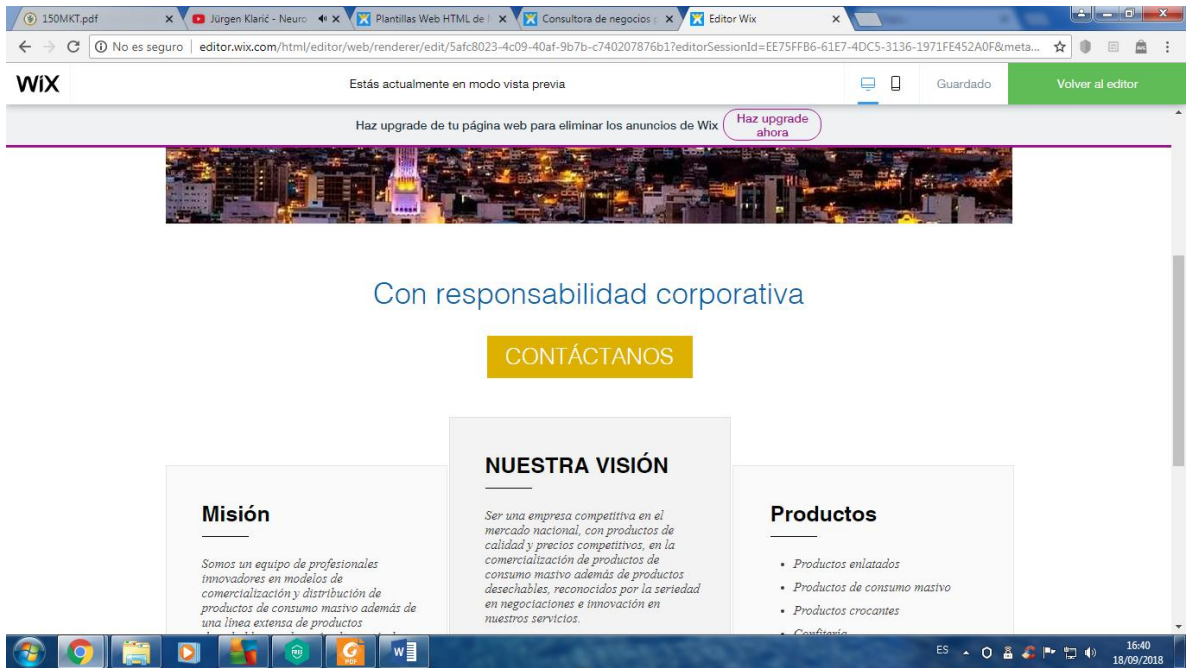 150MKT.pdf
Jürgen Klarić - Neuro
Plantillas Web HTML de
Consultora de negocios
Editor Wix
No es seguro | editor.wix.com/html/editor/web/renderer/edit/5afc8023-4c09-40af-9b7b-c740207876b1?editorSessionId=EE75FFB6-61E7-4DC5-3136-1971FE452A0F&meta...
WiX
Estás actualmente en modo vista previa
Guardado
Volver al editor
Haz upgrade de tu página web para eliminar los anuncios de Wix
Haz upgrade
ahora
Con responsabilidad corporativa
CONTÁCTANOS
Misión
Somos un equipo de profesionales
innovadores en modelos de
comercialización y distribución de
productos de consumo masivo además de
una línea extensa de productos
NUESTRA VISIÓN
Ser una empresa competitiva en el
mercado nacional, con productos de
calidad y precios competitivos, en la
comercialización de productos de
consumo mastivo además de productos
desechables, reconocidos por la seriedad
en negociaciones e innovación en
nuestros servicios.
Productos
• Productos enlatados
• Productos de consumo masivo
• Productos crocantes
• Confitería
ES
16:40
18/09/2018